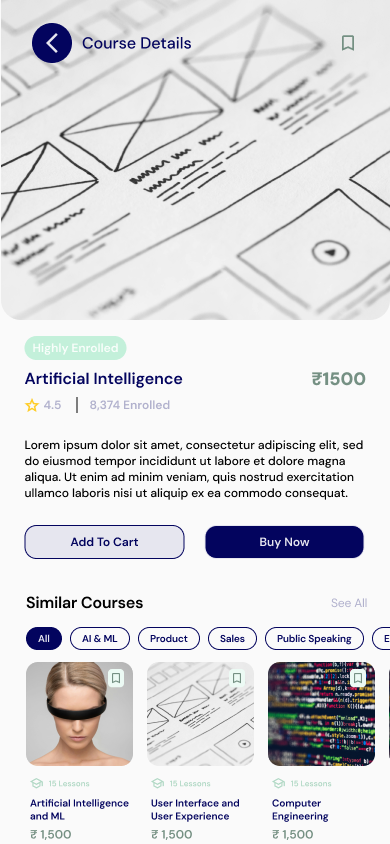 Course Details
Highly Enrolled
Artificial Intelligence
₹1500
4.5
8,374 Enrolled
Lorem ipsum dolor sit amet, consectetur adipiscing elit, sed
do eiusmod tempor incididunt ut labore et dolore magna
aliqua. Ut enim ad minim veniam, quis nostrud exercitation
ullamco laboris nisi ut aliquip ex ea commodo consequat.
Add To Cart
Buy Now
Similar Courses
See All
All
AI & ML
Product
Sales
Public Speaking
15 Lessons
Artificial Intelligence
and ML
₹ 1,500
15 Lessons
User Interface and
User Experience
₹ 1,500
15 Lessons
Computer
Engineering
₹ 1,500